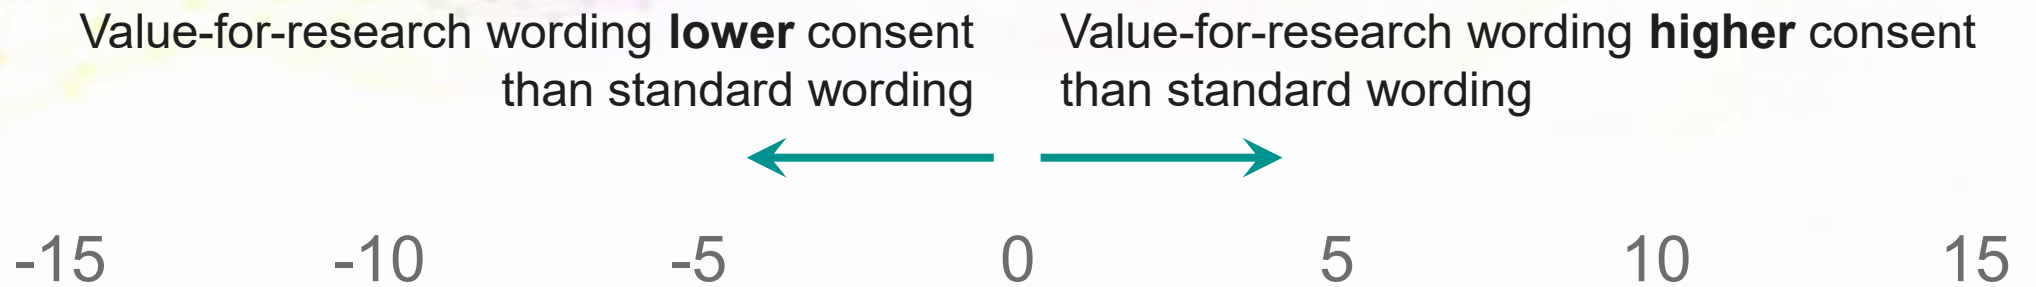 Value-for-research wording lower consent
than standard wording
Value-for-research wording higher consent
than standard wording
-15 -10 -5 0 5 10 15